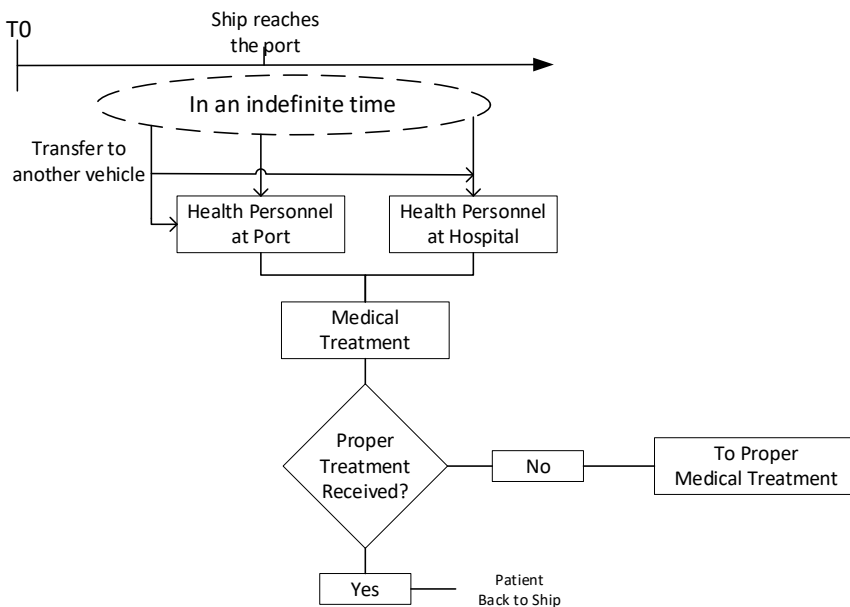 T0
Ship reaches
the port
In an indefinite time
Transfer to
another vehicle
Health Personnel
at Port
Health Personnel
at Hospital
Medical
Treatment
Proper
Treatment
Received?
No
To Proper
Medical Treatment
Yes
Patient
Back to Ship